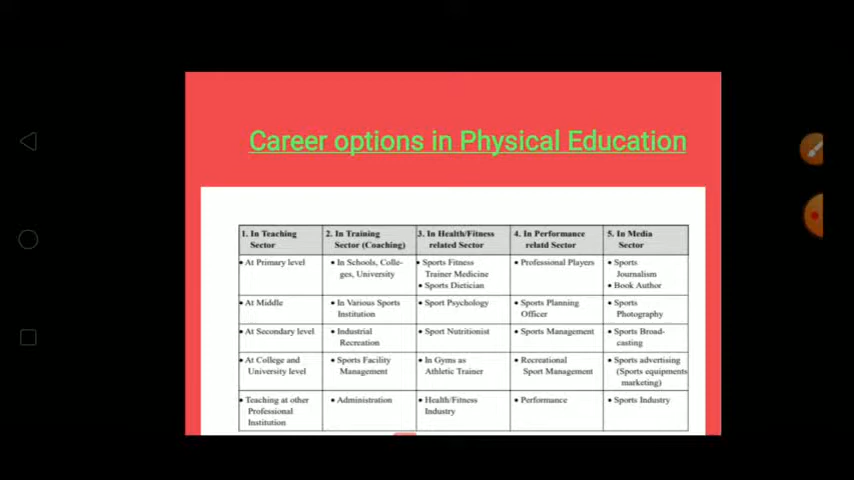 Career options in Physical Education
1. In Teaching
Sector
2. In Training
Sector (Coaching)
3. In Health/Fitness
related Sector
4. In Performance
relatd Sector
5. In Media
Sector
• At Primary level
• In Schools, Colle-
ges, University
• Sports Fitness
Trainer Medicine
• Sports Dietician
• Professional Players
• Sports
Journalism
• Book Author
• At Middle
• In Various Sports
Institution
• Sport Psychology
• Sports Planning
Officer
• Sports
Photography
• At Secondary level
• Industrial
Recreation
• Sport Nutritionist
• Sports Management
• Sports Broad-
casting
• At College and
University level
• Sports Facility
Management
• In Gyms as
Athletic Trainer
• Recreational
Sport Management
• Sports advertising
(Sports equipments
marketing)
• Teaching at other
Professional
Institution
• Administration
• Health/Fitness
Industry
• Performance
• Sports Industry